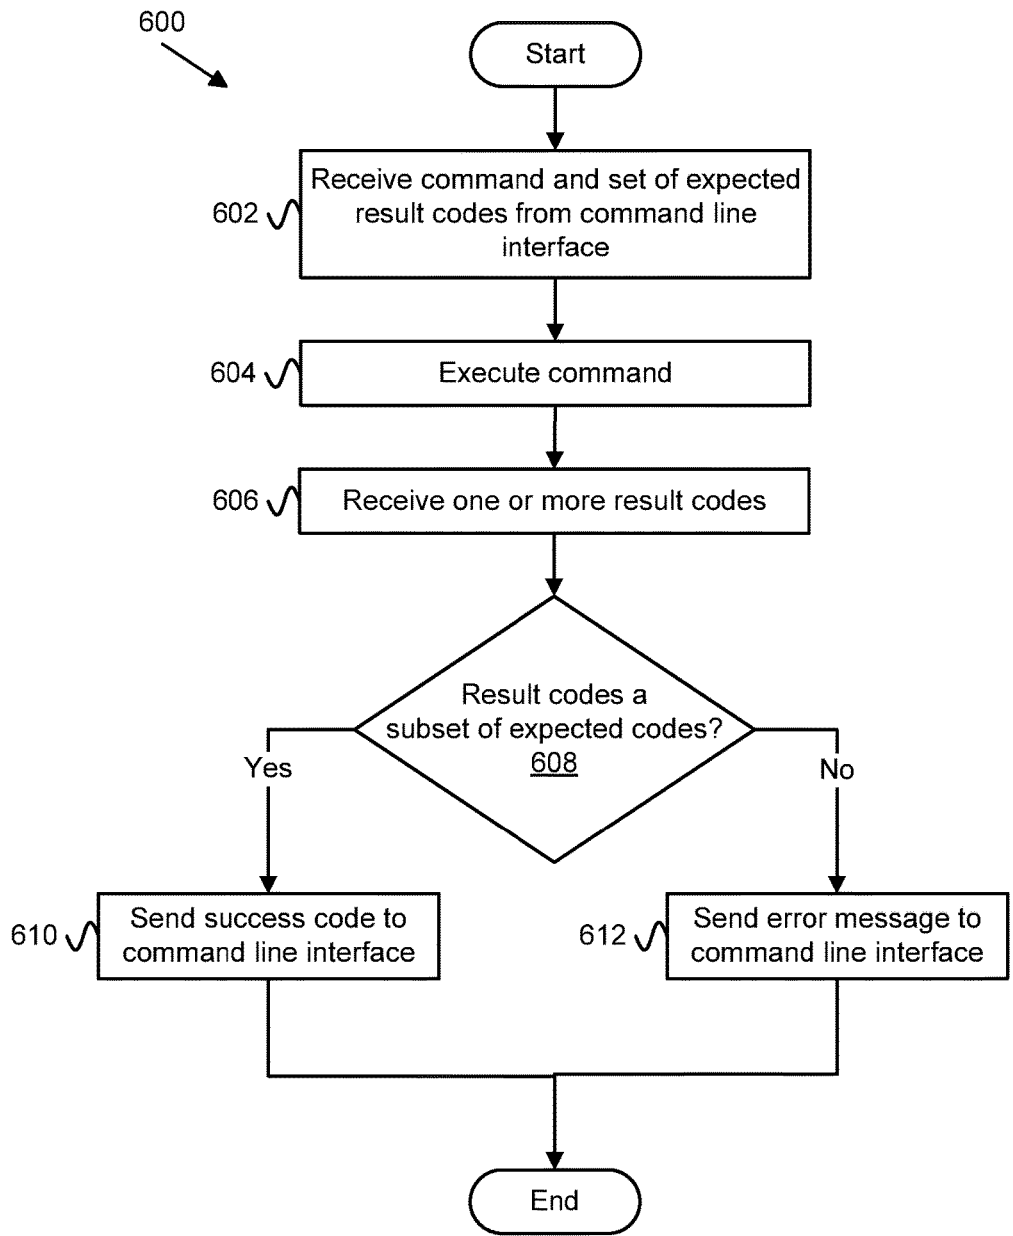 600
Start
602
Receive command and set of expected
result codes from command line
interface
604
Execute command
606
Receive one or more result codes
Result codes a
subset of expected codes?
608
Yes
No
610
Send success code to
command line interface
612
Send error message to
command line interface
End